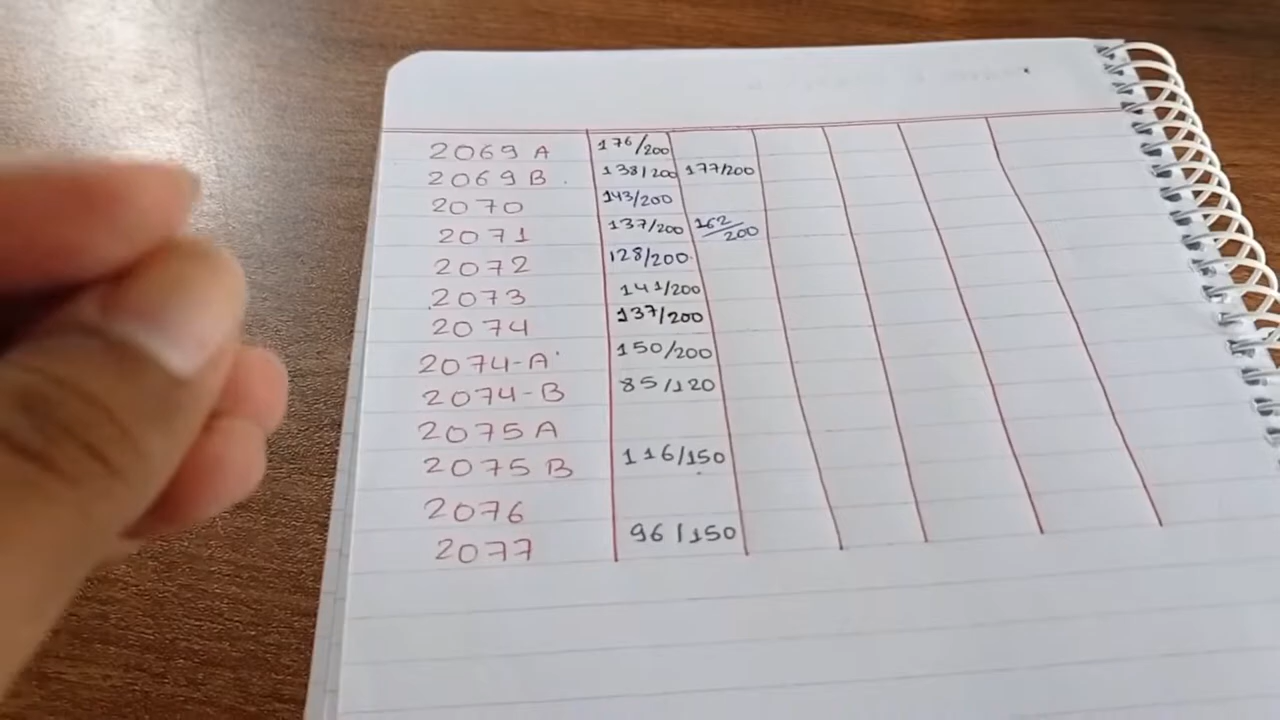 2069 A 176/200
2069 B 138/200 177/200
2070 143/200
2071 137/200 162/200
2072 128/200
2073 141/200
2074 137/200
2074-A 150/200
2074-B 85/120
2075 A
2075 B 116/150
2076
2077 96/150